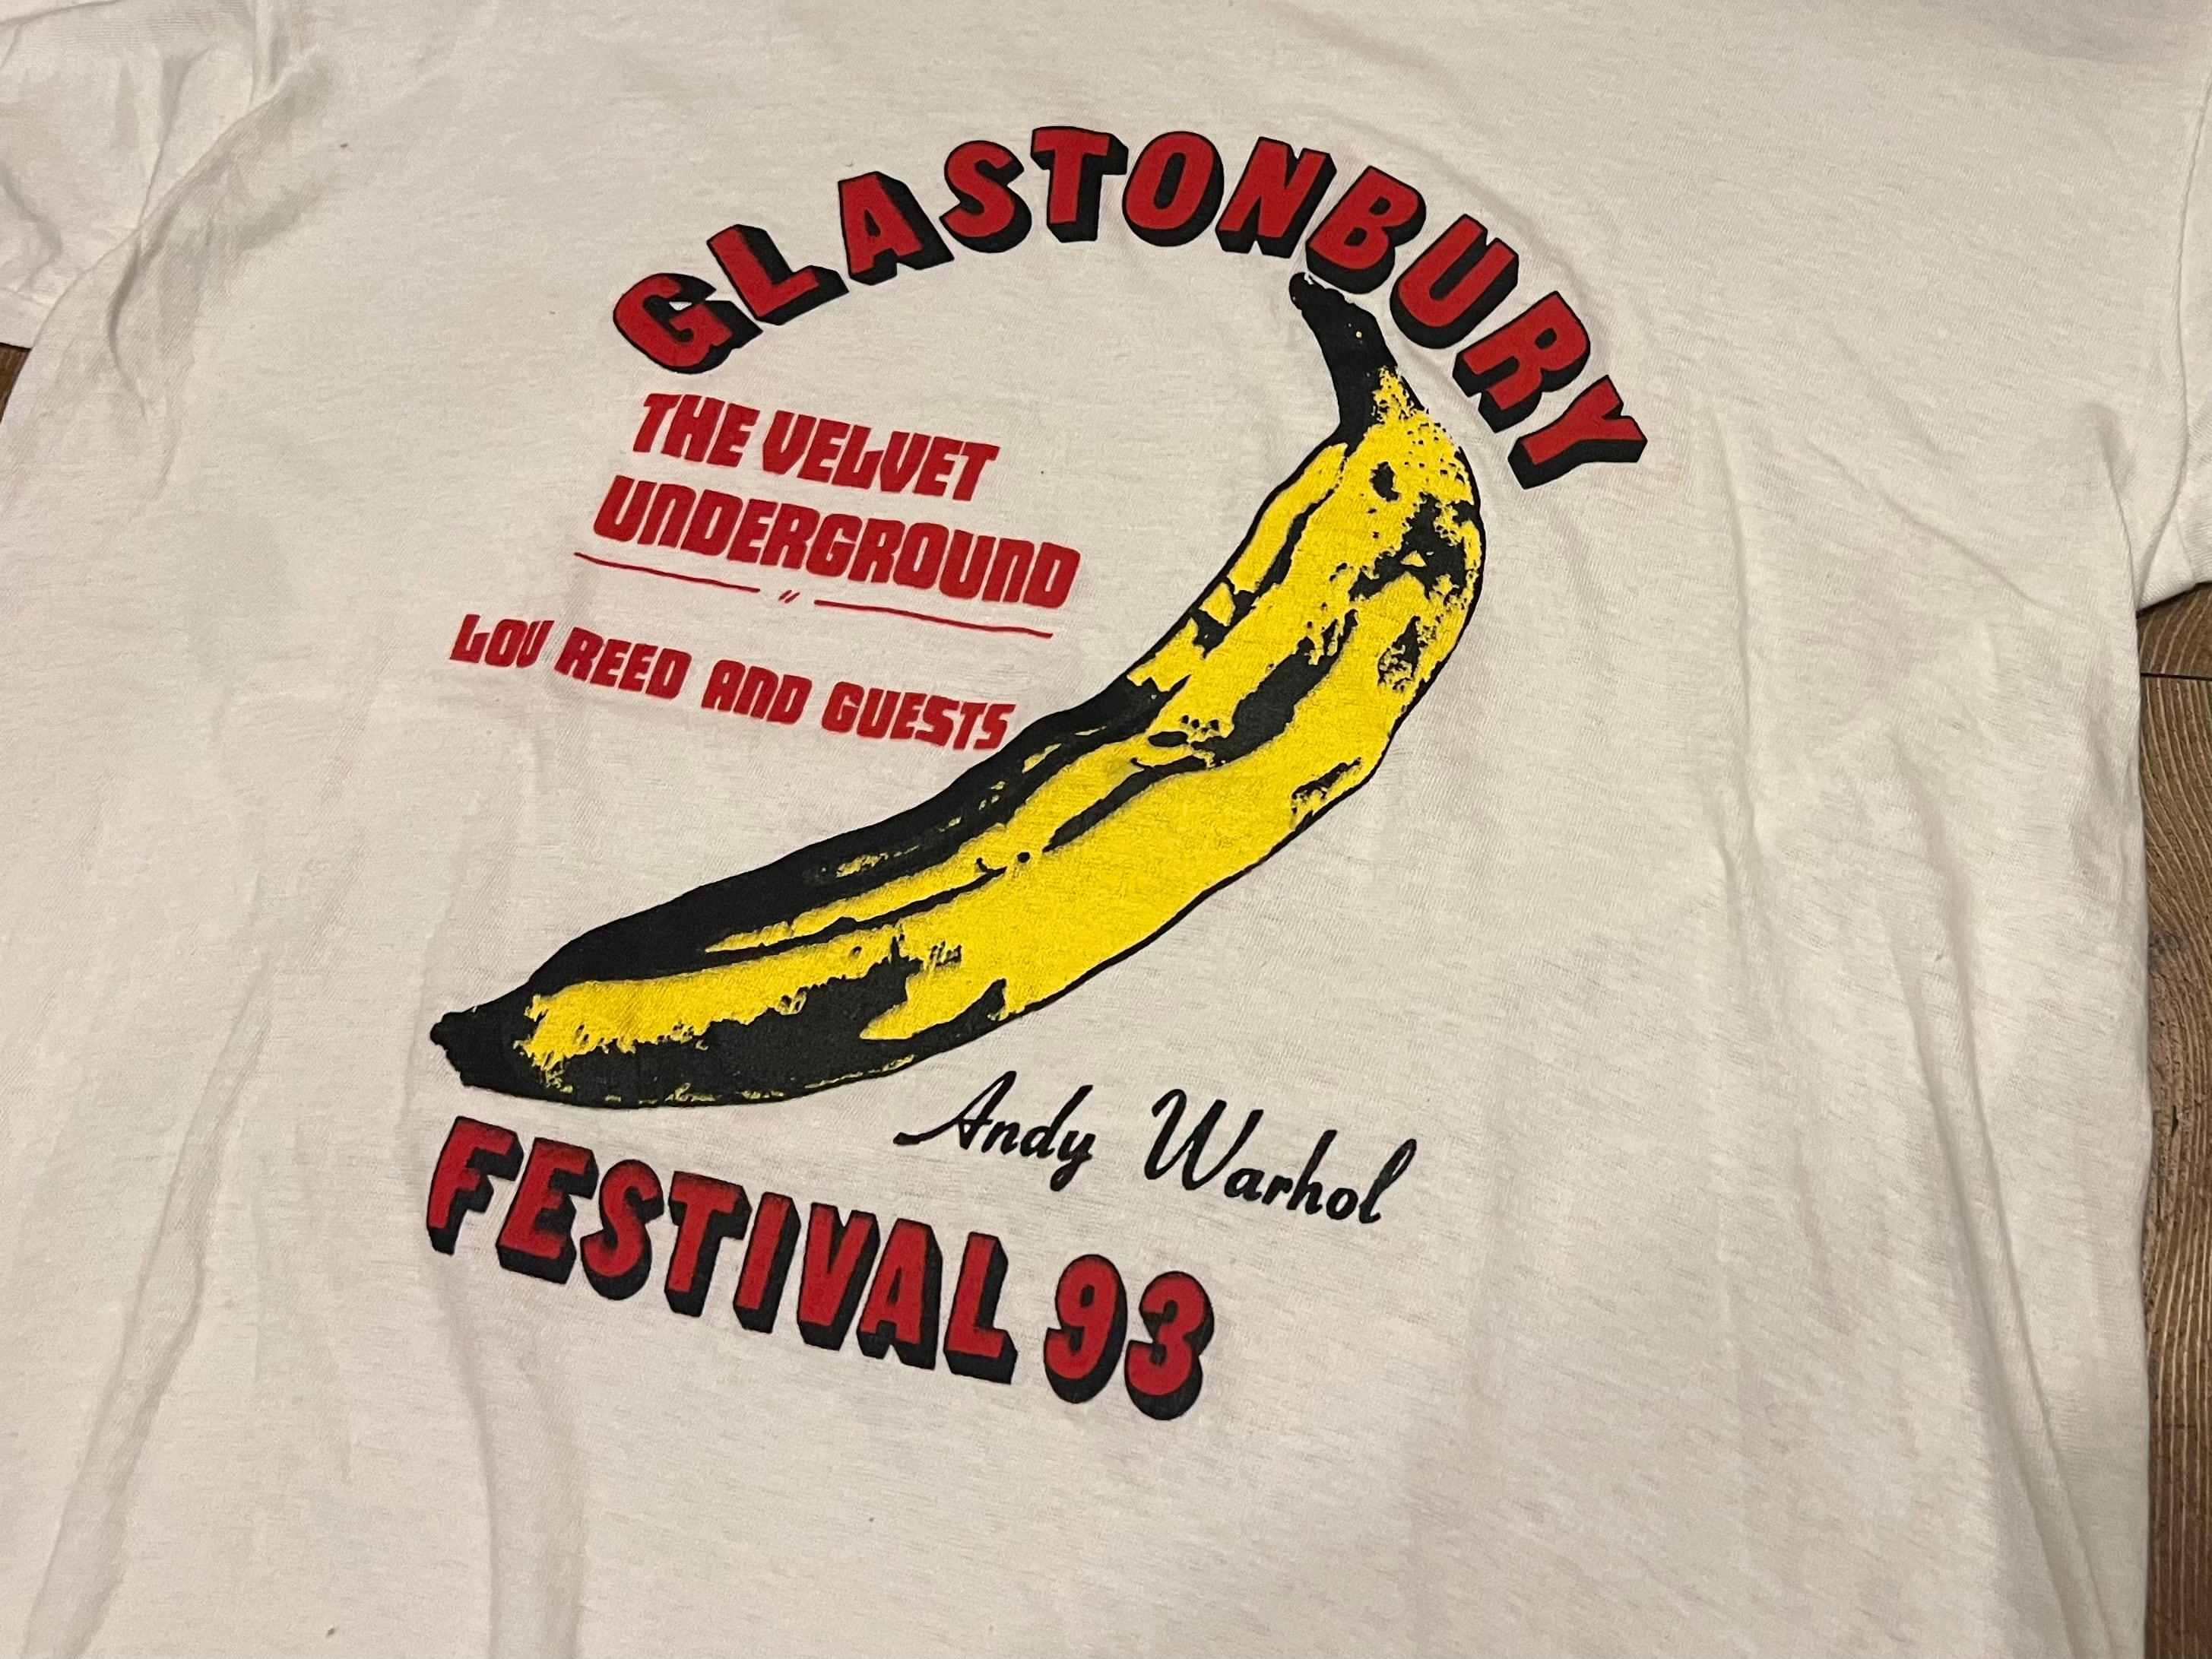 GLASTONBURY
THE VELVET
UNDERGROUND
LOU REED AND GUESTS
Andy Warhol
FESTIVAL 93